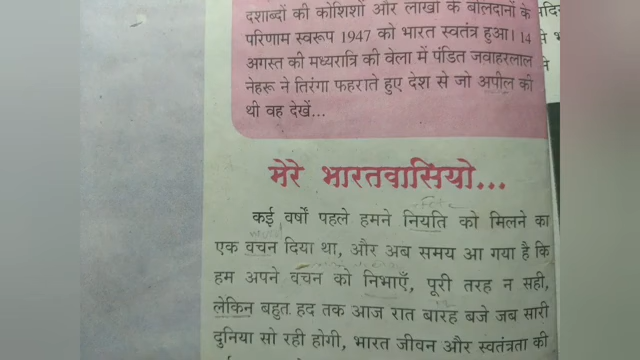 दशाब्दों की कोशिशों और लाखों के बलिदानों के
परिणाम स्वरूप 1947 को भारत स्वतंत्र हुआ। 14
अगस्त की मध्यरात्रि की वेला में पंडित जवाहरलाल
नेहरू ने तिरंगा फहराते हुए देश से जो अपील की
थी वह देखें...
मेरे भारतवासियो...
कई वर्षों पहले हमने नियति को मिलने का
एक वचन दिया था, और अब समय आ गया है कि
हम अपने वचन को निभाएँ, पूरी तरह न सही,
लेकिन बहुत हद तक आज रात बारह बजे जब सारी
दुनिया सो रही होगी, भारत जीवन और स्वतंत्रता की